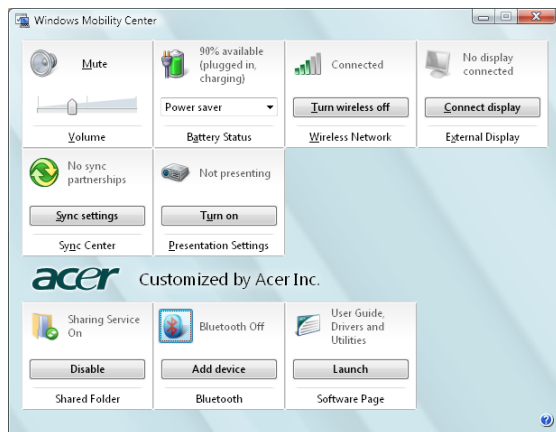 Windows Mobility Center
Mute
Volume
90% available
(plugged in,
charging)
Power saver
Battery Status
Connected
Turn wireless off
Wireless Network
No display
connected
Connect display
External Display
No sync
partnerships
Sync settings
Sync Center
Not presenting
Turn on
Presentation Settings
acer Customized by Acer Inc.
Sharing Service
On
Disable
Shared Folder
Bluetooth Off
Add device
Bluetooth
User Guide,
Drivers and
Utilities
Launch
Software Page
?